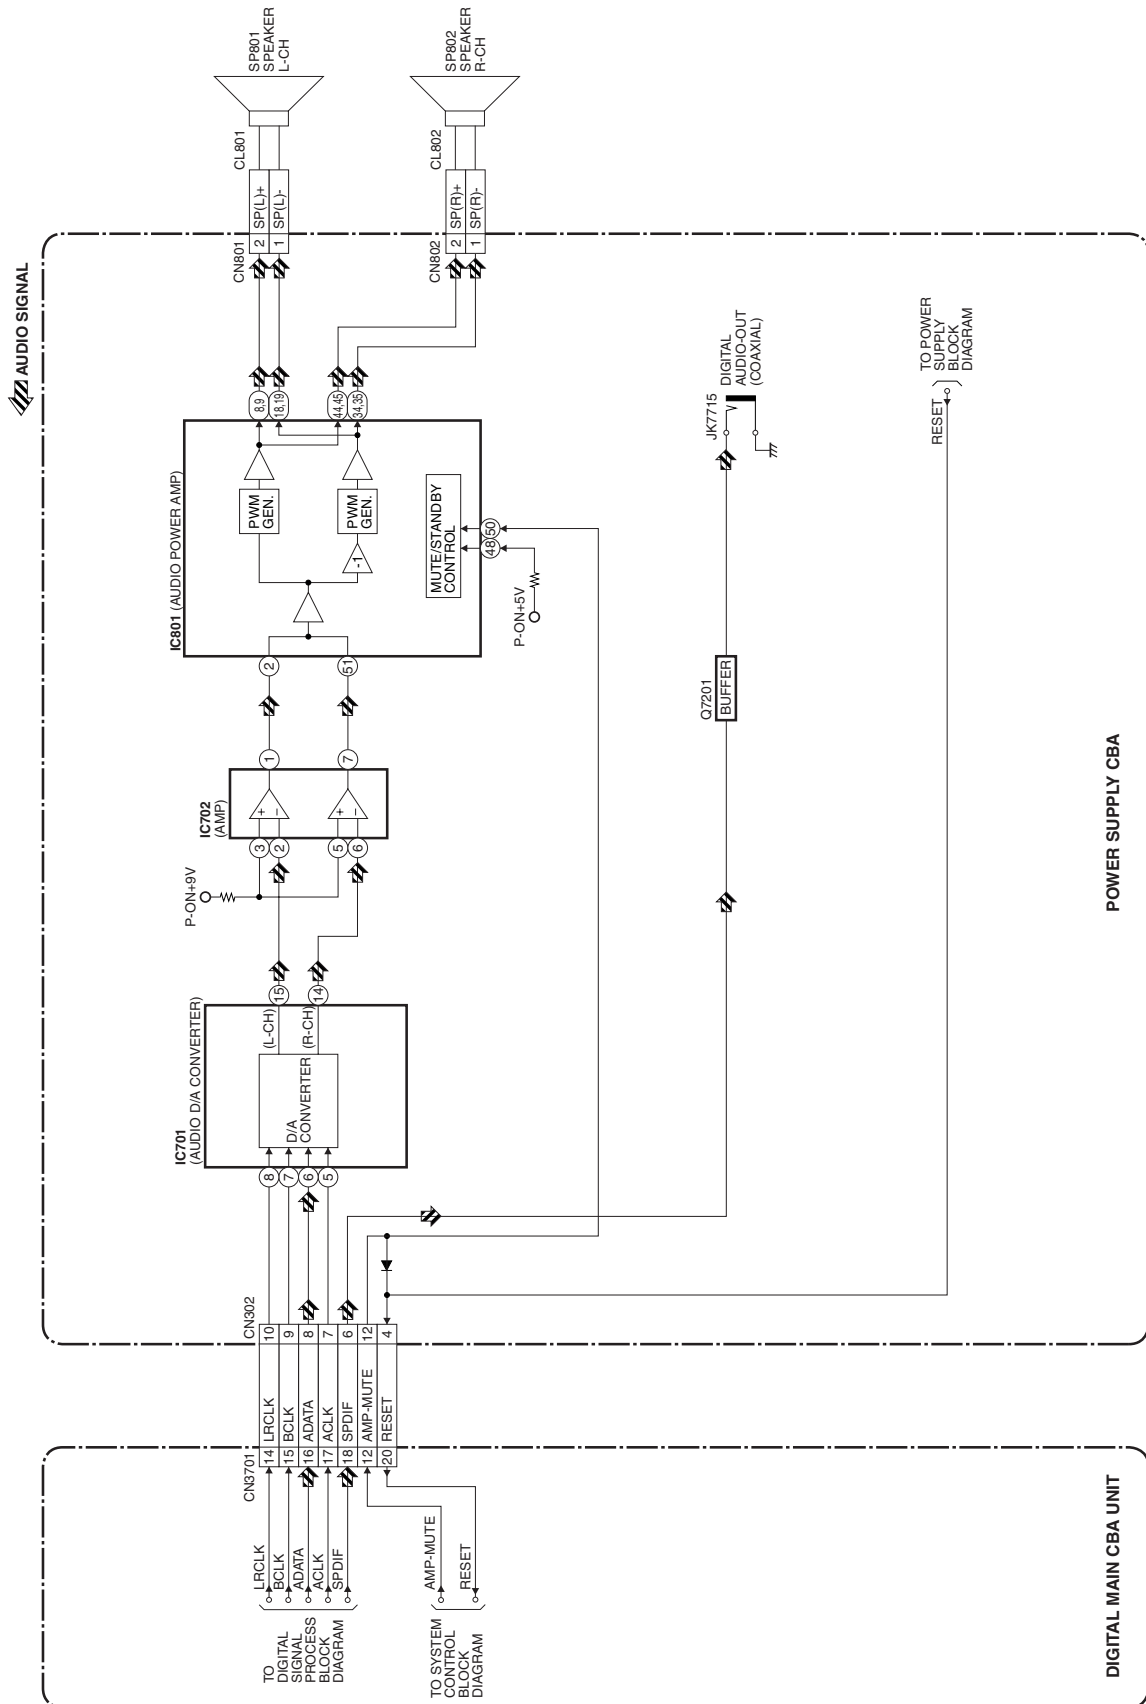 AUDIO SIGNAL
DIGITAL MAIN CBA UNIT
TO
DIGITAL
SIGNAL
PROCESS
BLOCK
DIAGRAM
LRCLK
BCLK
ADATA
ACLK
SPDIF
TO SYSTEM
CONTROL
BLOCK
DIAGRAM
AMP-MUTE
RESET
CN3701
CN302
14 LRCLK 10
15 BCLK 9
16 ADATA 8
17 ACLK 7
18 SPDIF 6
12 AMP-MUTE 12
20 RESET 4
POWER SUPPLY CBA
IC701
(AUDIO D/A CONVERTER)
8
7
6
5
D/A
CONVERTER
(L-CH)
(R-CH)
15
14
P-ON+9V
IC702
(AMP)
3
2
5
6
+
-
+
-
1
7
IC801 (AUDIO POWER AMP)
2
51
-1
PWM
GEN.
PWM
GEN.
MUTE/STANDBY
CONTROL
48
50
P-ON+5V
8,9
18,19
44,45
34,35
CN801
CL801
2 SP(L)+
1 SP(L)-
SP801
SPEAKER
L-CH
CN802
CL802
2 SP(R)+
1 SP(R)-
SP802
SPEAKER
R-CH
Q7201
BUFFER
JK7715
DIGITAL
AUDIO-OUT
(COAXIAL)
RESET
TO POWER
SUPPLY
BLOCK
DIAGRAM